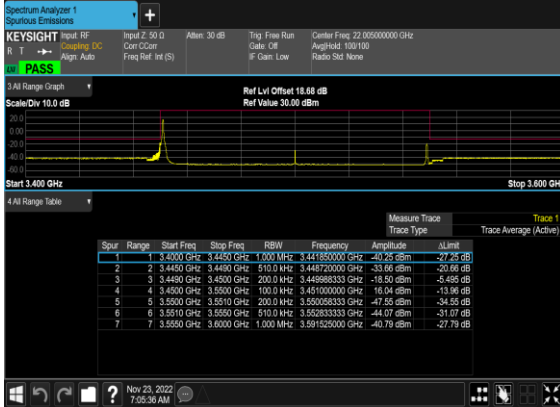 Spectrum Analyzer 1
Spurious Emissions
KEYSIGHT Input: RF Input Z: 50 Ω Atten: 30 dB Trig: Free Run Center Freq: 22.005000000 GHz
R T Coupling: DC Corr CCorr Gate: Off Avg|Hold: 100/100
Align: Auto Freq Ref: Int (S) IF Gain: Low Radio Std: None
PASS
3 All Range Graph
Ref Lvl Offset 18.68 dB
Scale/Div 10.0 dB Ref Value 30.00 dBm
20.0
0.00
-20.0
-40.0
-60.0
Start 3.400 GHz Stop 3.600 GH
4 All Range Table
Measure Trace Trace 1
Trace Type Trace Average (Active)
Spur Range Start Freq Stop Freq RBW Frequency Amplitude ΔLimit
1 1 3.4000 GHz 3.4450 GHz 1.000 MHz 3.441850000 GHz -40.25 dBm -27.25 dB
2 2 3.4450 GHz 3.4490 GHz 510.0 kHz 3.448720000 GHz -33.66 dBm -20.66 dB
3 3 3.4490 GHz 3.4500 GHz 200.0 kHz 3.449988333 GHz -18.50 dBm -5.495 dB
4 4 3.4500 GHz 3.5500 GHz 100.0 kHz 3.451000000 GHz 16.04 dBm -13.96 dB
5 5 3.5500 GHz 3.5510 GHz 200.0 kHz 3.550058333 GHz -47.55 dBm -34.55 dB
6 6 3.5510 GHz 3.5550 GHz 510.0 kHz 3.552833333 GHz -44.07 dBm -31.07 dB
7 7 3.5550 GHz 3.6000 GHz 1.000 MHz 3.591525000 GHz -40.79 dBm -27.79 dB
Nov 23, 2022
7:05:36 AM